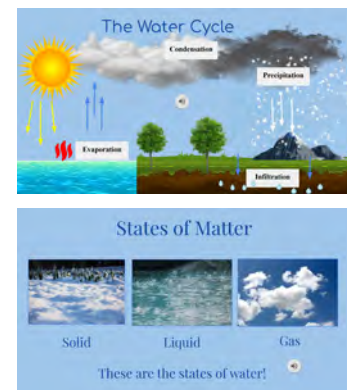 The Water Cycle
Condensation
Precipitation
Evaporation
Infiltration
States of Matter
Solid
Liquid
Gas
These are the states of water!